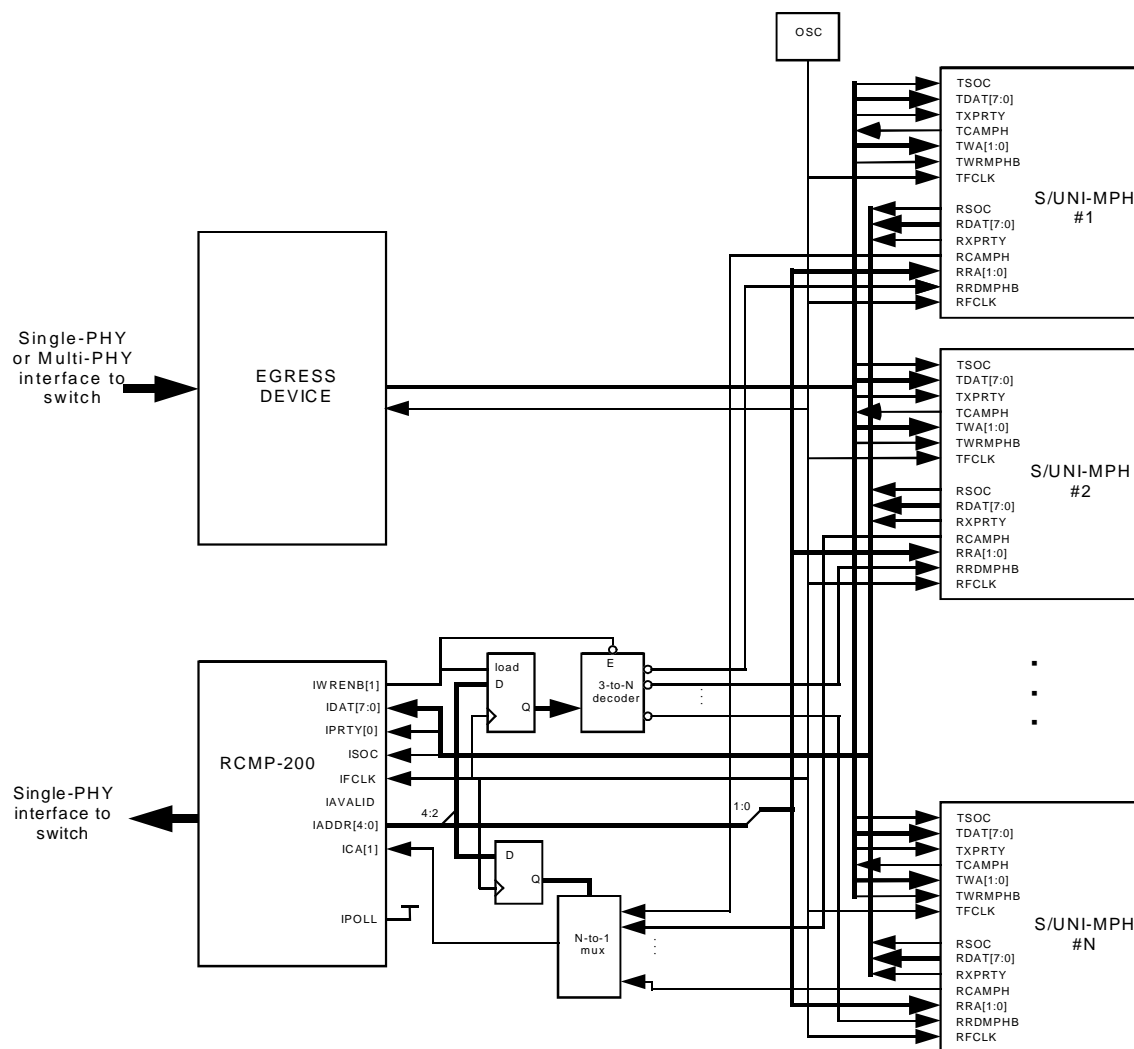 OSC
TSOC
TDAT[7:0]
TXPRTY
TCAMPH
TWA[1:0]
TWRMPHB
TFCLK
S/UNI-MPH
#1
RSOC
RDAT[7:0]
RXPRTY
RCAMPH
RRA[1:0]
RRDMPHB
RFCLK
Single-PHY
or Multi-PHY
interface to
switch
EGRESS
DEVICE
TSOC
TDAT[7:0]
TXPRTY
TCAMPH
TWA[1:0]
TWRMPHB
TFCLK
S/UNI-MPH
#2
RSOC
RDAT[7:0]
RXPRTY
RCAMPH
RRA[1:0]
RRDMPHB
RFCLK
Single-PHY
interface to
switch
RCMP-200
IWRENB[1]
IDAT[7:0]
IPRTY[0]
ISOC
IFCLK
IAVALID
IADDR[4:0]
ICA[1]
IPOLL
load
D
Q
E
3-to-N
decoder
4:2
1:0
D
Q
N-to-1
mux
TSOC
TDAT[7:0]
TXPRTY
TCAMPH
TWA[1:0]
TWRMPHB
TFCLK
S/UNI-MPH
#N
RSOC
RDAT[7:0]
RXPRTY
RCAMPH
RRA[1:0]
RRDMPHB
RFCLK